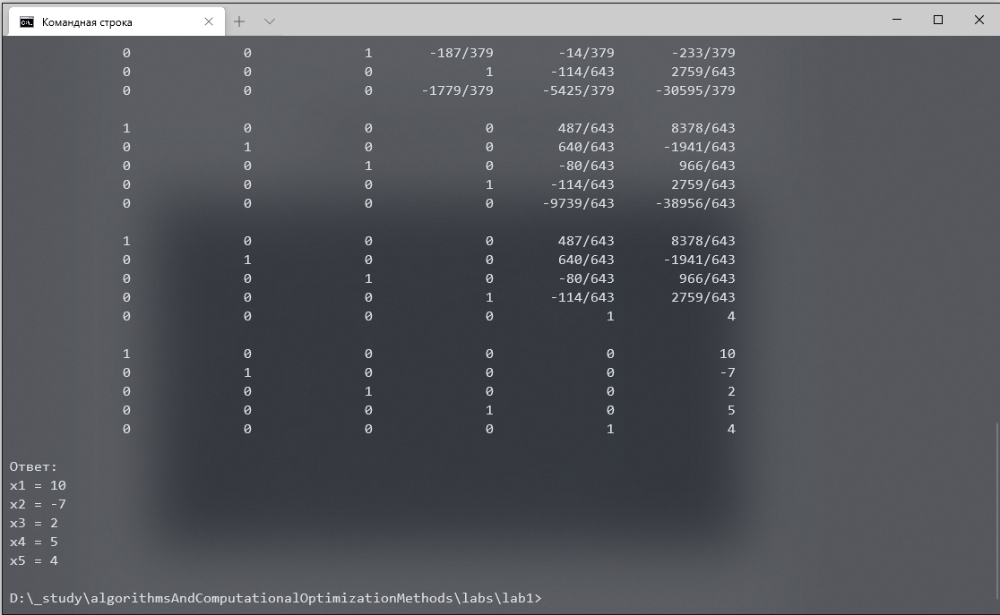 Командная строка
0 0 1 -187/379 -14/379 -233/379
0 0 0 1 -114/643 2759/643
0 0 0 -1779/379 -5425/379 -30595/379
1 0 0 0 487/643 8378/643
0 1 0 0 640/643 -1941/643
0 0 1 0 -80/643 966/643
0 0 0 1 -114/643 2759/643
0 0 0 0 -9739/643 -38956/643
1 0 0 0 487/643 8378/643
0 1 0 0 640/643 -1941/643
0 0 1 0 -80/643 966/643
0 0 0 1 -114/643 2759/643
0 0 0 0 1 4
1 0 0 0 0 10
0 1 0 0 0 -7
0 0 1 0 0 2
0 0 0 1 0 5
0 0 0 0 1 4
Ответ:
x1 = 10
x2 = -7
x3 = 2
x4 = 5
x5 = 4
D:\_study\algorithmsAndComputationalOptimizationMethods\labs\lab1>